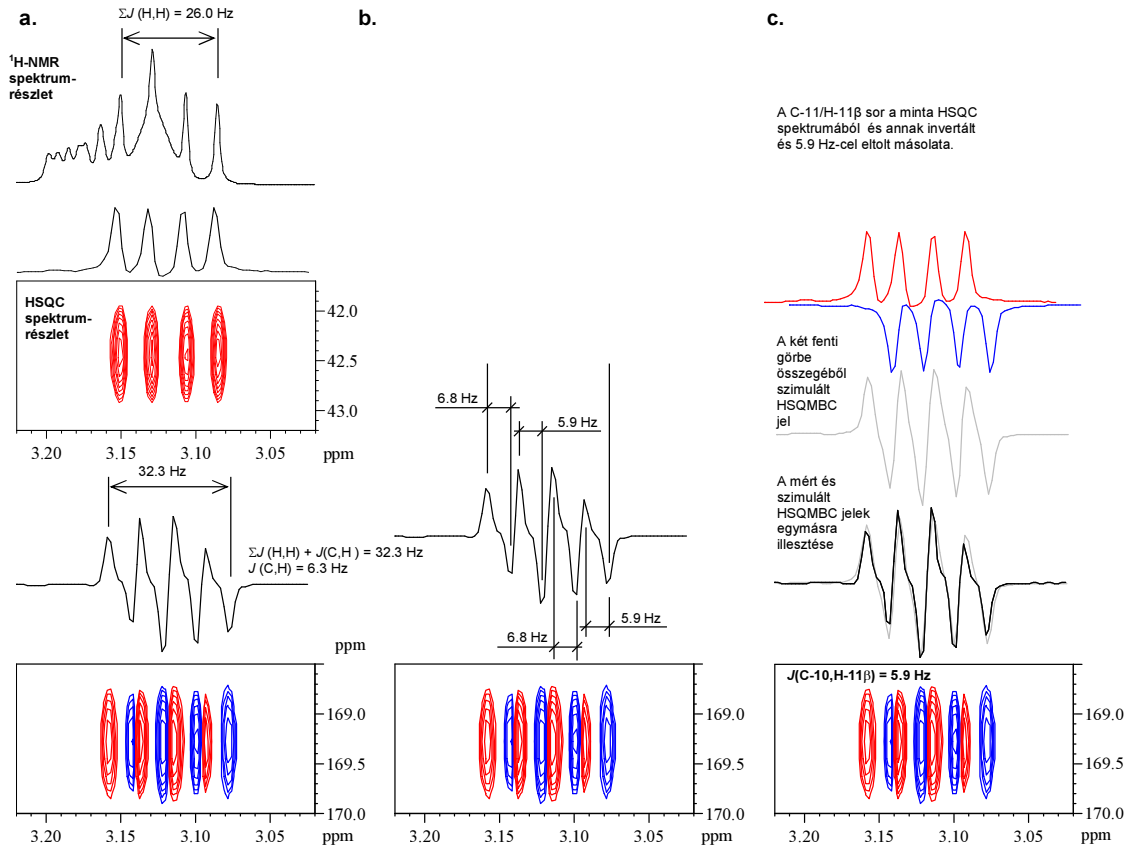 a.
ΣJ (H,H) = 26.0 Hz
¹H-NMR
spektrum-
részlet
HSQC
spektrum-
részlet
42.0
42.5
43.0
3.20
3.15
3.10
3.05
ppm
32.3 Hz
ΣJ (H,H) + J(C,H ) = 32.3 Hz
J (C,H) = 6.3 Hz
ppm
169.0
169.5
170.0
3.20
3.15
3.10
3.05
ppm
b.
6.8 Hz
5.9 Hz
5.9 Hz
6.8 Hz
169.0
169.5
170.0
3.20
3.15
3.10
3.05
ppm
c.
A C-11/H-11β sor a minta HSQC
spektrumából és annak invertált
és 5.9 Hz-cel eltolt másolata.
A két fenti
görbe
összegéből
szimulált
HSQMBC
jel
A mért és
szimulált
HSQMBC jelek
egymásra
illesztése
J(C-10,H-11β) = 5.9 Hz
169.0
169.5
170.0
3.20
3.15
3.10
3.05
ppm